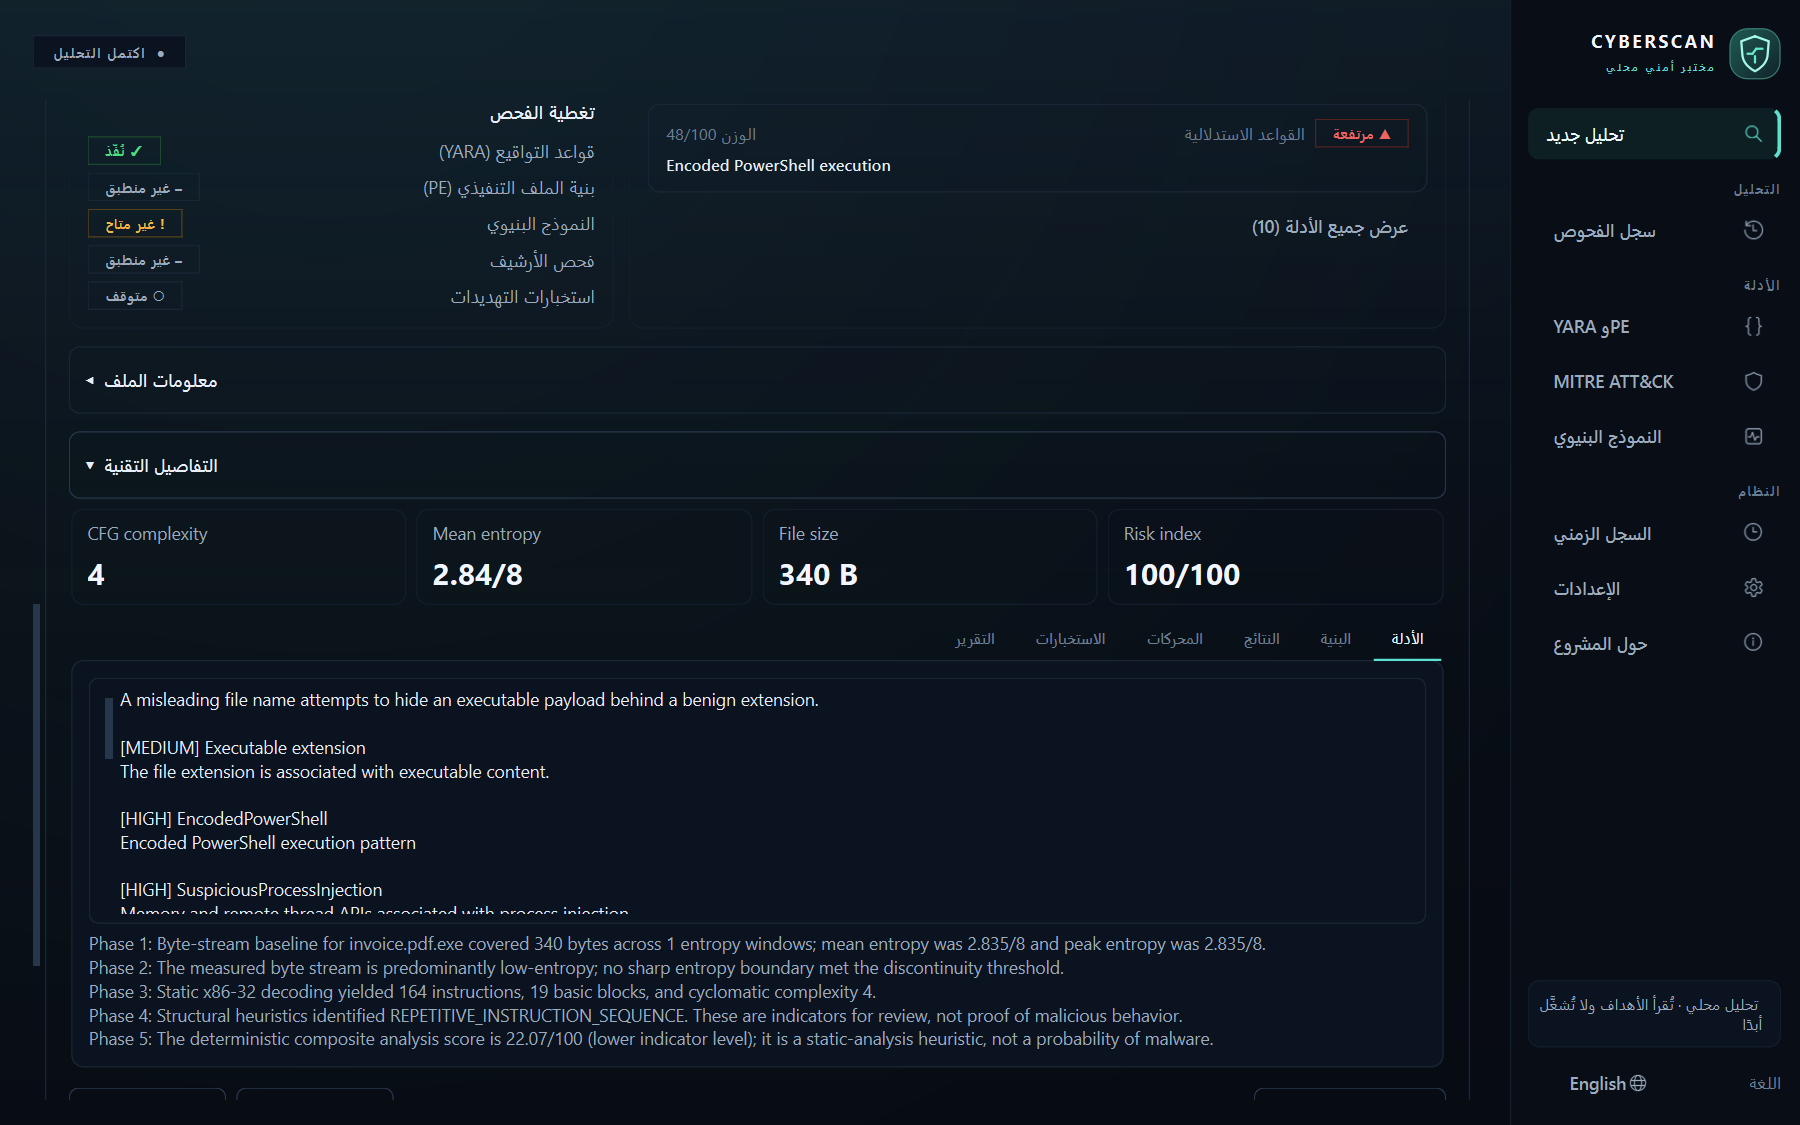 CYBERSCAN
مختبر أمني محلي
تحليل جديد
التحليل
سجل الفحوص
الأدلة
YARA وPE
MITRE ATT&CK
النموذج البنيوي
النظام
السجل الزمني
الإعدادات
حول المشروع
تحليل محلي · تُقرأ الأهداف ولا تُشغَّل
أبدًا
اللغة
English
● اكتمل التحليل
▲ مرتفعة
القواعد الاستدلالية
الوزن 48/100
Encoded PowerShell execution
عرض جميع الأدلة (10)
تغطية الفحص
قواعد التواقيع (YARA)
✓ نُفّذ
بنية الملف التنفيذي (PE)
– غير منطبق
النموذج البنيوي
! غير متاح
فحص الأرشيف
– غير منطبق
استخبارات التهديدات
○ متوقف
معلومات الملف
التفاصيل التقنية
CFG complexity
4
Mean entropy
2.84/8
File size
340 B
Risk index
100/100
الأدلة
البنية
النتائج
المحركات
الاستخبارات
التقرير
A misleading file name attempts to hide an executable payload behind a benign extension.
[MEDIUM] Executable extension
The file extension is associated with executable content.
[HIGH] EncodedPowerShell
Encoded PowerShell execution pattern
[HIGH] SuspiciousProcessInjection
Memory and remote thread APIs associated with process injection
Phase 1: Byte-stream baseline for invoice.pdf.exe covered 340 bytes across 1 entropy windows; mean entropy was 2.835/8 and peak entropy was 2.835/8.
Phase 2: The measured byte stream is predominantly low-entropy; no sharp entropy boundary met the discontinuity threshold.
Phase 3: Static x86-32 decoding yielded 164 instructions, 19 basic blocks, and cyclomatic complexity 4.
Phase 4: Structural heuristics identified REPETITIVE_INSTRUCTION_SEQUENCE. These are indicators for review, not proof of malicious behavior.
Phase 5: The deterministic composite analysis score is 22.07/100 (lower indicator level); it is a static-analysis heuristic, not a probability of malware.